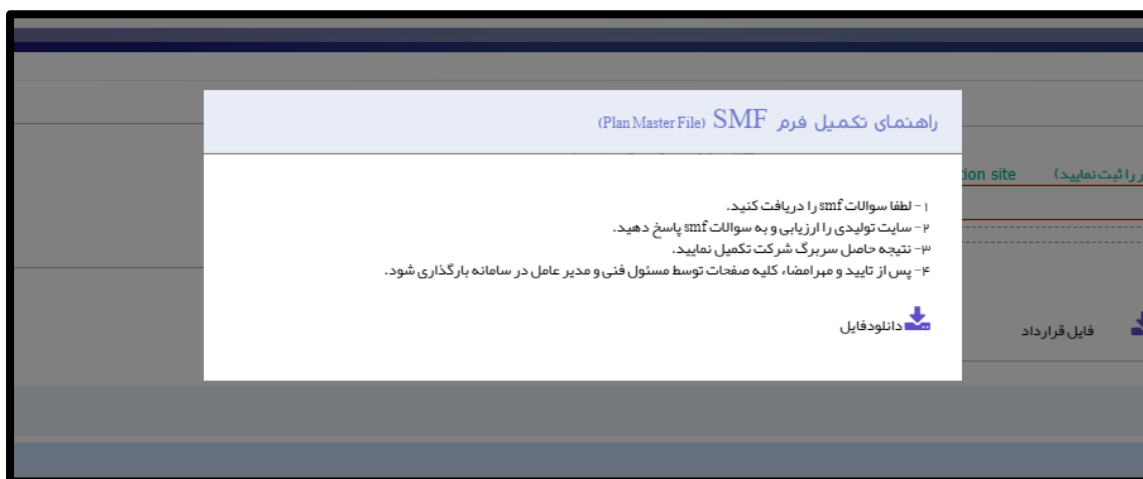 راهنمای تکمیل فرم SMF (Plan Master File)
tion site
ر را ثبت نمایید)
۱- لطفا سوالات smf را دریافت کنید.
۲- سایت تولیدی را ارزیابی و به سوالات smf پاسخ دهید.
۳- نتیجه حاصل سربرگ شرکت تکمیل نمایید.
۴- پس از تایید و مهرامضاء کلیه صفحات توسط مسئول فنی و مدیر عامل در سامانه بارگذاری شود.
دانلودفایل
فایل قرارداد